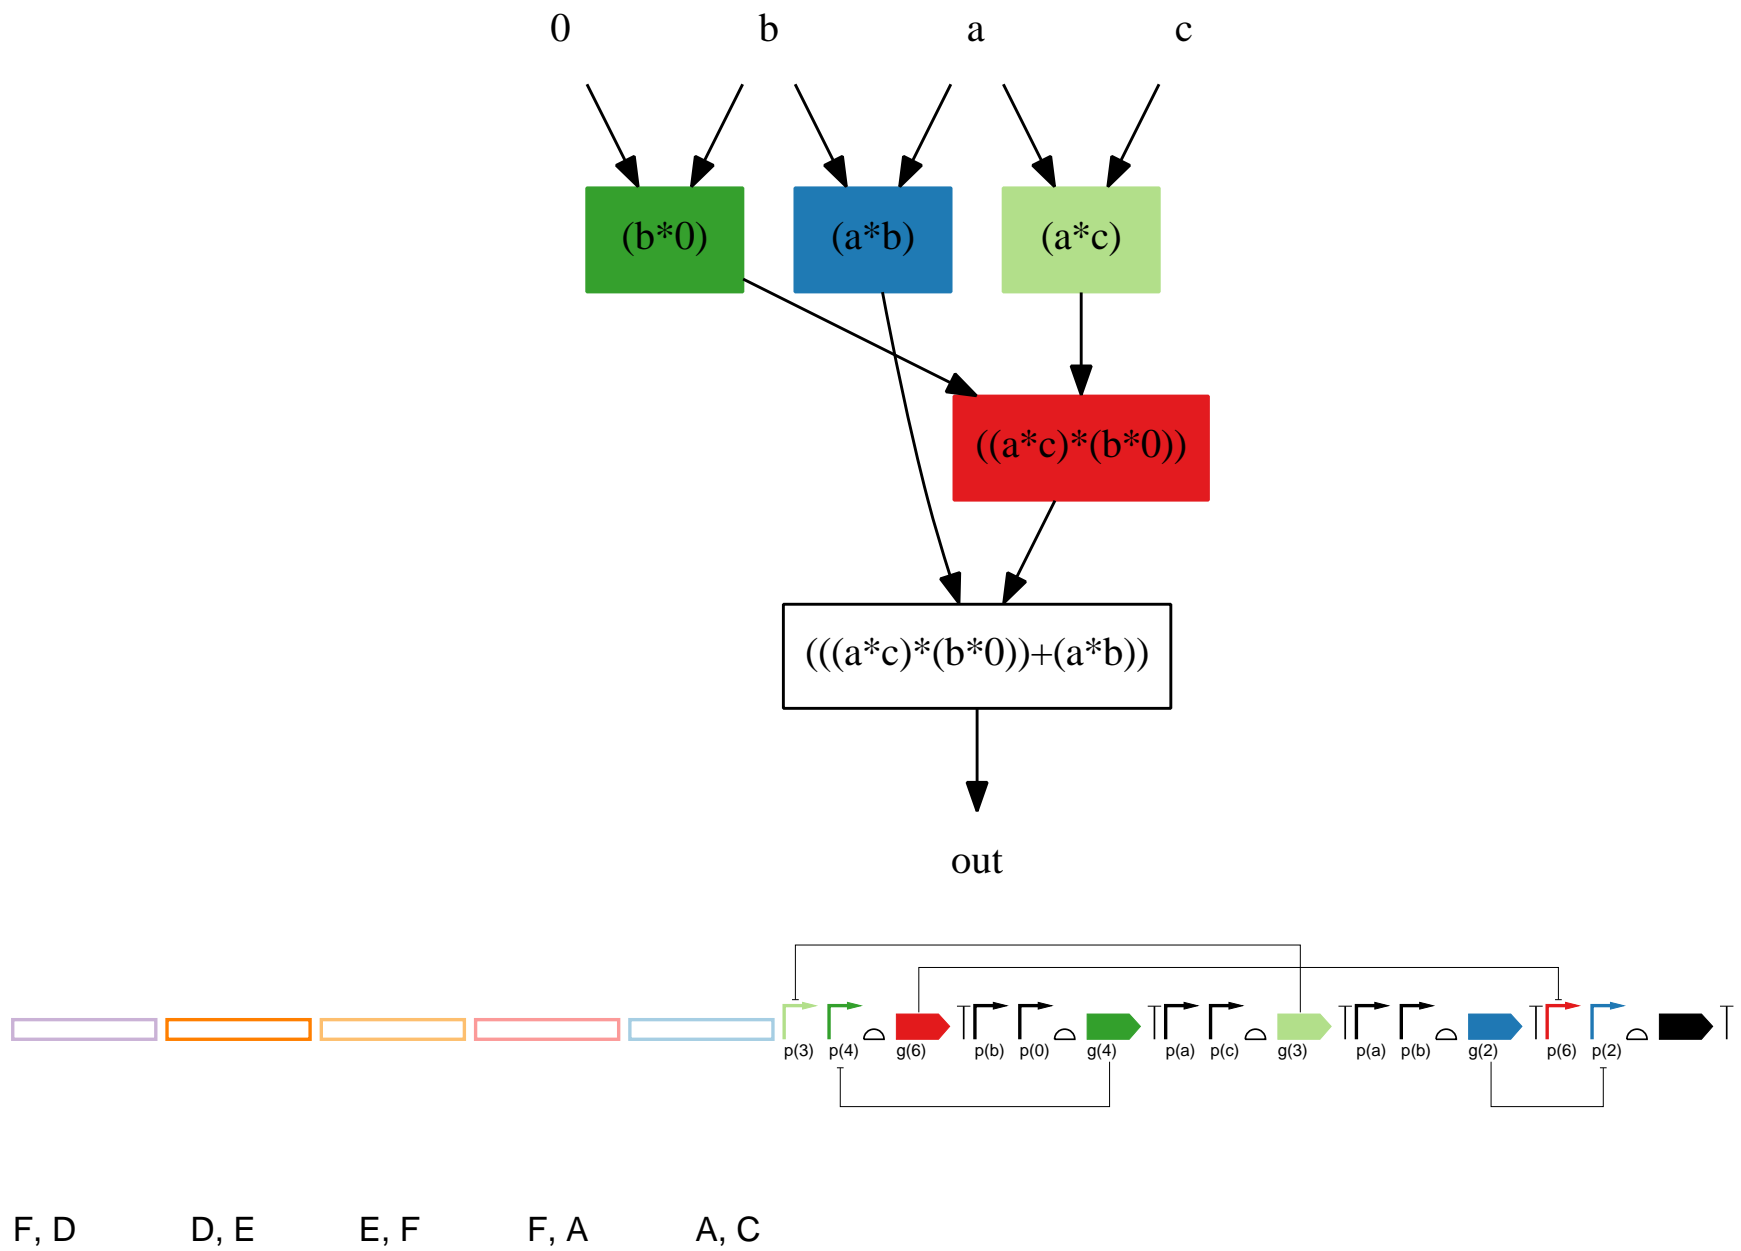 0 b a c
(b*0) (a*b) (a*c)
((a*c)*(b*0))
(((a*c)*(b*0))+(a*b))
out
p(3) p(4) g(6) p(b) p(0) g(4) p(a) p(c) g(3) p(a) p(b) g(2) p(6) p(2)
F, D D, E E, F F, A A, C